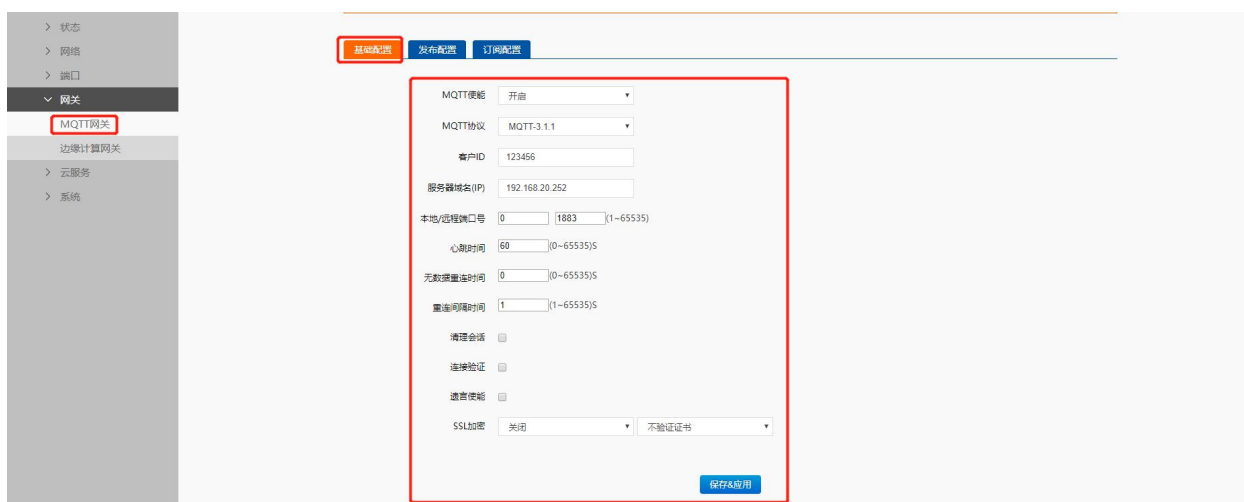 状态
网络
端口
网关
MQTT网关
边缘计算网关
云服务
系统
基础配置 发布配置 订阅配置
MQTT使能 开启
MQTT协议 MQTT-3.1.1
客户ID 123456
服务器域名(IP) 192.168.20.252
本地/远程端口号 0 1883 (1~65535)
心跳时间 60 (0~65535)S
无数据重连时间 0 (0~65535)S
重连间隔时间 1 (1~65535)S
清理会话
连接验证
遗言使能
SSL加密 关闭 不验证证书
保存&应用